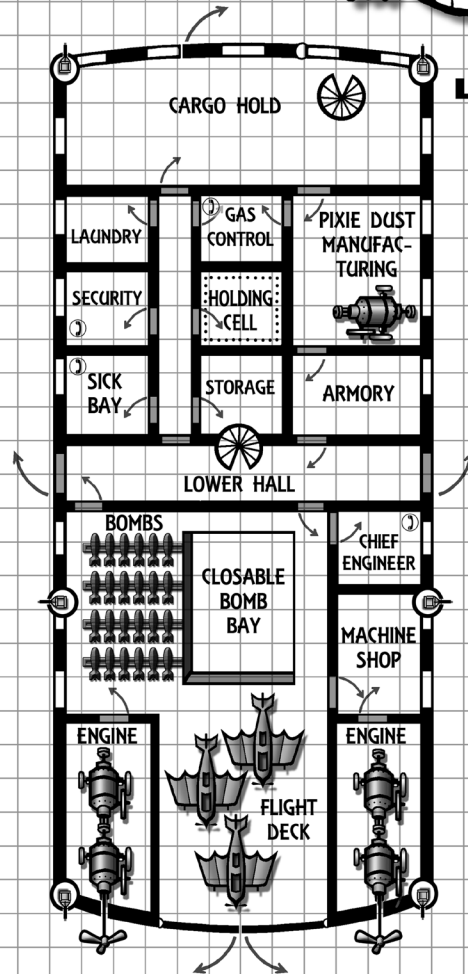 CARGO HOLD
LAUNDRY
GAS
CONTROL
PIXIE DUST
MANUFAC-
TURING
SECURITY
HOLDING
CELL
SICK
BAY
STORAGE
ARMORY
LOWER HALL
BOMBS
CLOSABLE
BOMB
BAY
CHIEF
ENGINEER
MACHINE
SHOP
ENGINE
FLIGHT
DECK
ENGINE